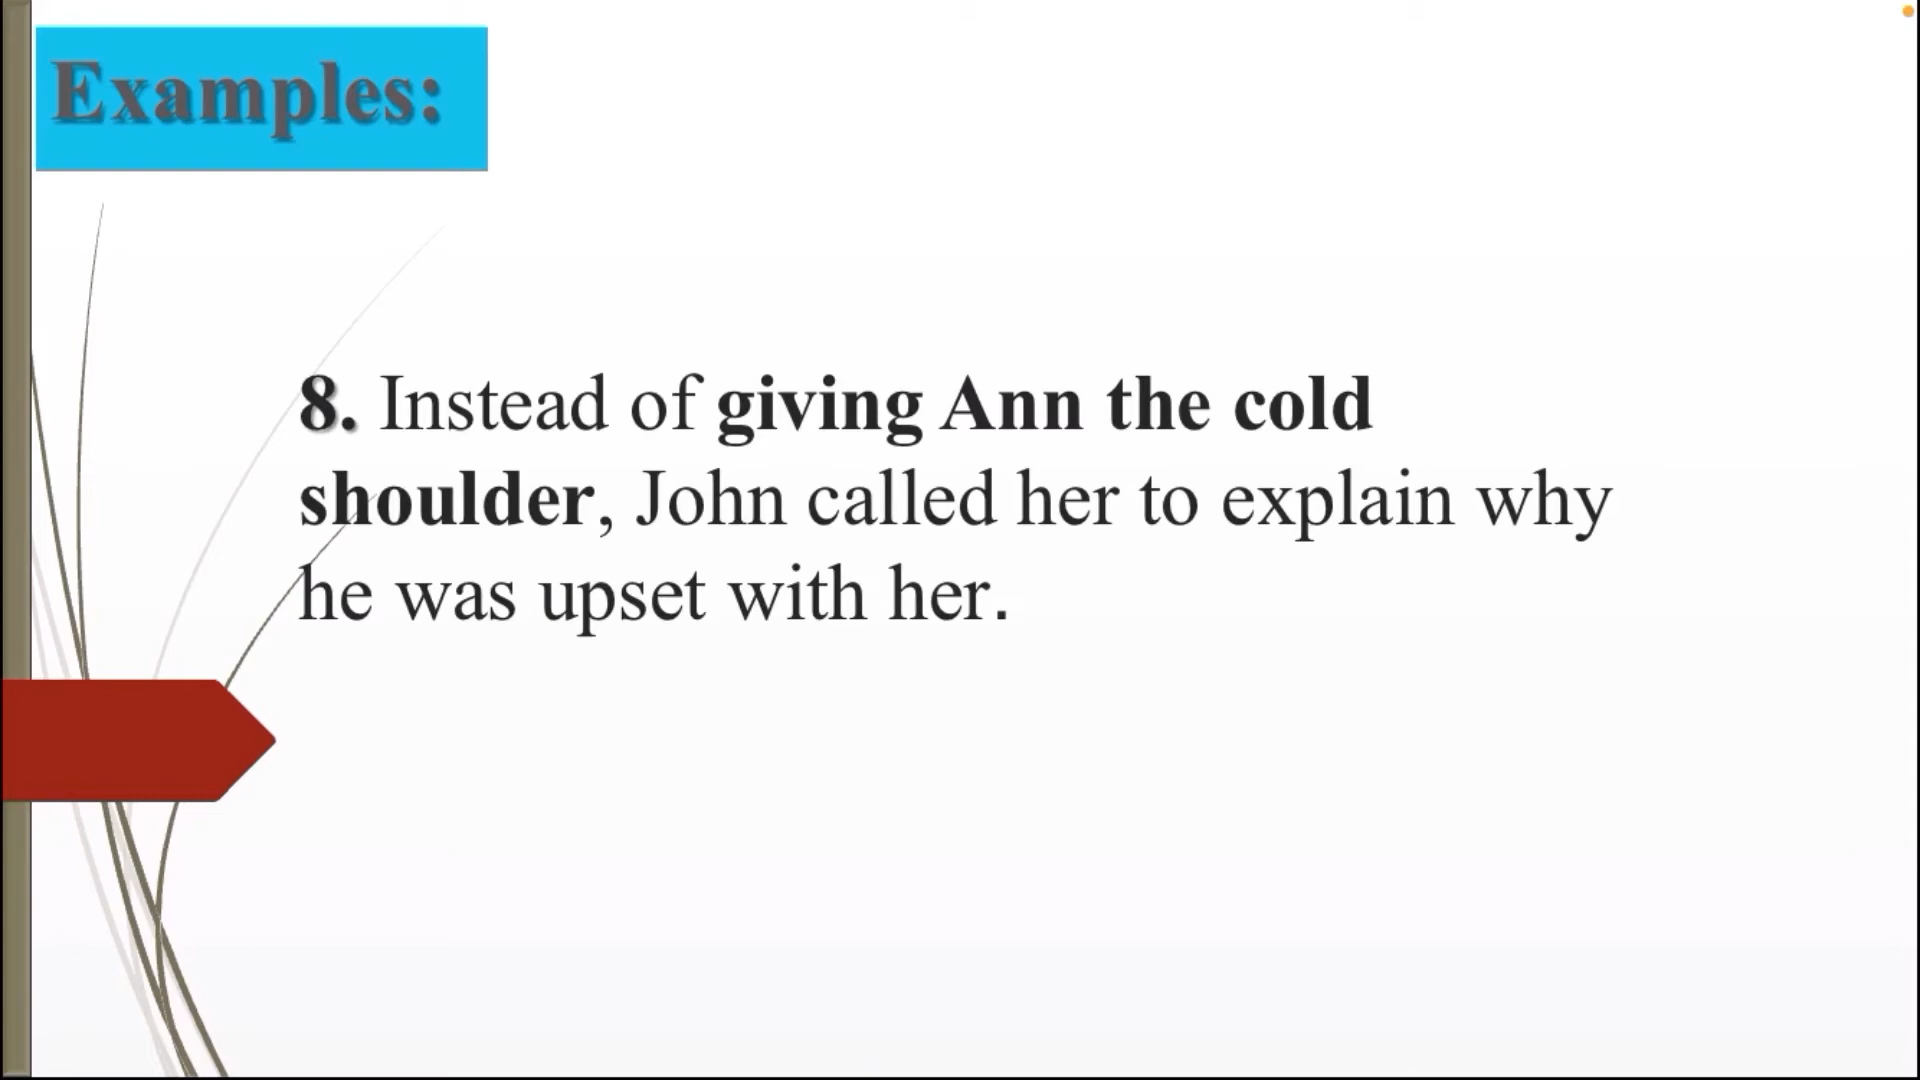 Examples:
8. Instead of giving Ann the cold
shoulder, John called her to explain why
he was upset with her.